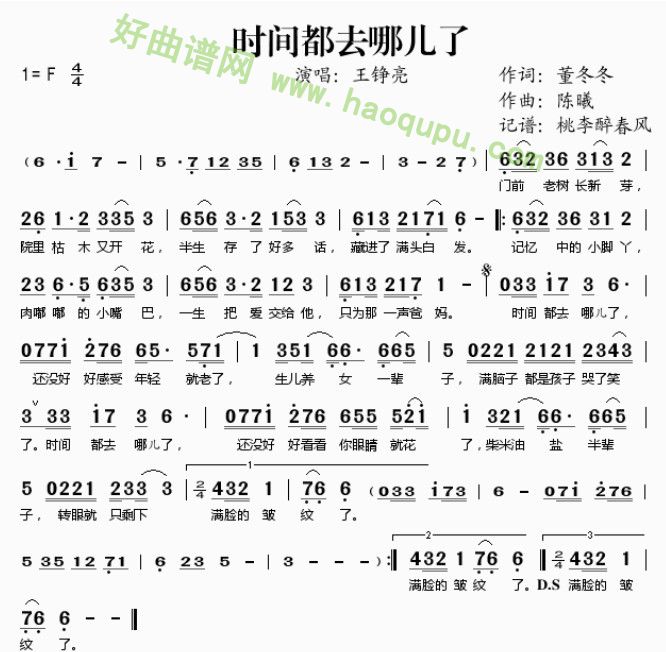 时间都去哪儿了
好曲谱网
www.haoqupu.com
1= F 4/4
演唱：王铮亮
作词：董冬冬
作曲：陈曦
记谱：桃李醉春风
( 6 · i 7 – | 5 · 7 12 35 | 6 · 13 2 – | 3 – 2 7 ) | 632 36 313 2 |
门前 老树 长新 芽，
26 1·2 335 3 | 656 3·2 153 3 | 613 2171 6 – ‖: 632 36 31 2 |
院里 枯 木 又开 花，半生 存 了 好多 话，藏进了 满头白 发。 记忆 中的 小脚 丫，
23 6·5 635 3 | 656 3·2 12 3 | 613 217 1 – | 033 i7 3 6 · |
肉嘟 嘟 的 小嘴 巴，一生 把 爱 交给 他，只为那 一声爸 妈。 时间 都去 哪儿了，
077i 276 65· 571 | 1 351 66· 665 | 5 0221 2121 2343 |
还没好 好感受 年轻 就老了， 生儿养 女 一辈 子，满脑子 都是孩子 哭了笑
3 33 i7 3 6 · | 077i 276 655 52i | i 321 66· 665 |
了。时间 都去 哪儿了， 还没好 好看看 你眼睛 就花 了，柴米油 盐 半辈
1
5 0221 233 3 | 2/4 432 1 | 76 6 (033 i73 | 6 – 07i 276 |
子，转眼就 只剩下 满脸的 皱 纹 了。
2 3
5 35 12 71 | 6 23 5 – | 3 – – – ) :‖ 432 1 76 6 ‖ 2/4 432 1 |
满脸的 皱 纹 了。D.S 满脸的 皱
76 6 – – ‖
纹 了。